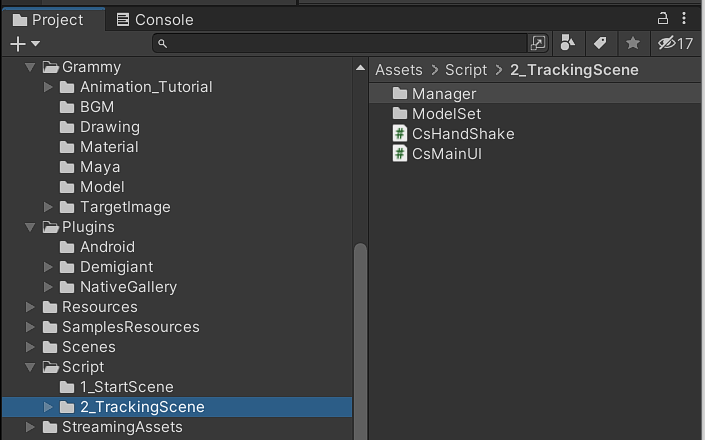 Project
Console
17
Grammy
Animation_Tutorial
BGM
Drawing
Material
Maya
Model
TargetImage
Plugins
Android
Demigiant
NativeGallery
Resources
SamplesResources
Scenes
Script
1_StartScene
2_TrackingScene
StreamingAssets
Assets > Script > 2_TrackingScene
Manager
ModelSet
# CsHandShake
# CsMainUI